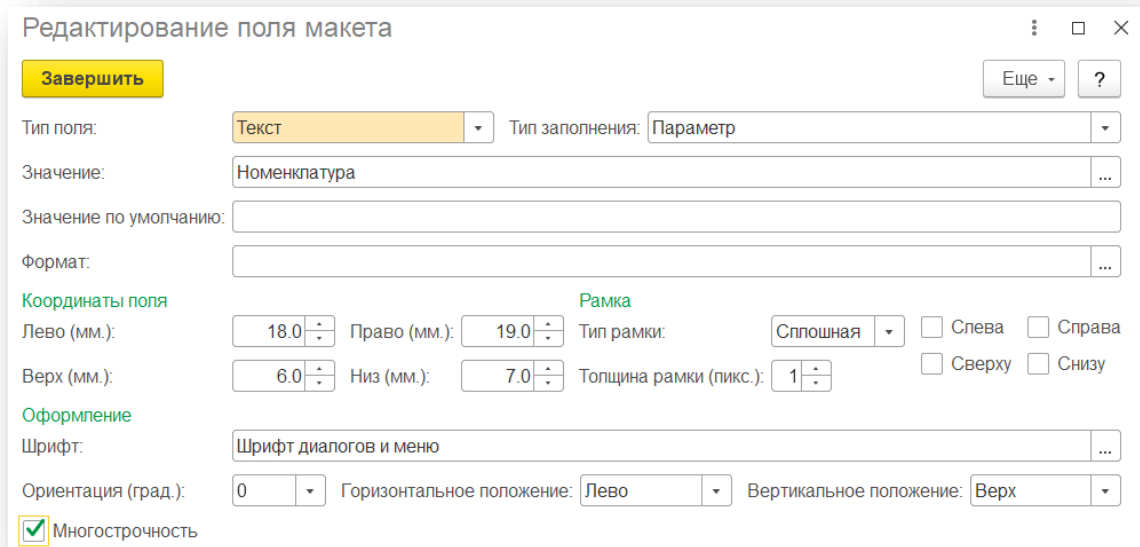 Редактирование поля макета
Завершить Еще ?
Тип поля: Текст Тип заполнения: Параметр
Значение: Номенклатура ...
Значение по умолчанию:
Формат: ...
Координаты поля Рамка
Лево (мм.): 18.0 Право (мм.): 19.0 Тип рамки: Сплошная Слева Справа
Верх (мм.): 6.0 Низ (мм.): 7.0 Толщина рамки (пикс.): 1 Сверху Снизу
Оформление
Шрифт: Шрифт диалогов и меню ...
Ориентация (град.): 0 Горизонтальное положение: Лево Вертикальное положение: Верх
Многострочность